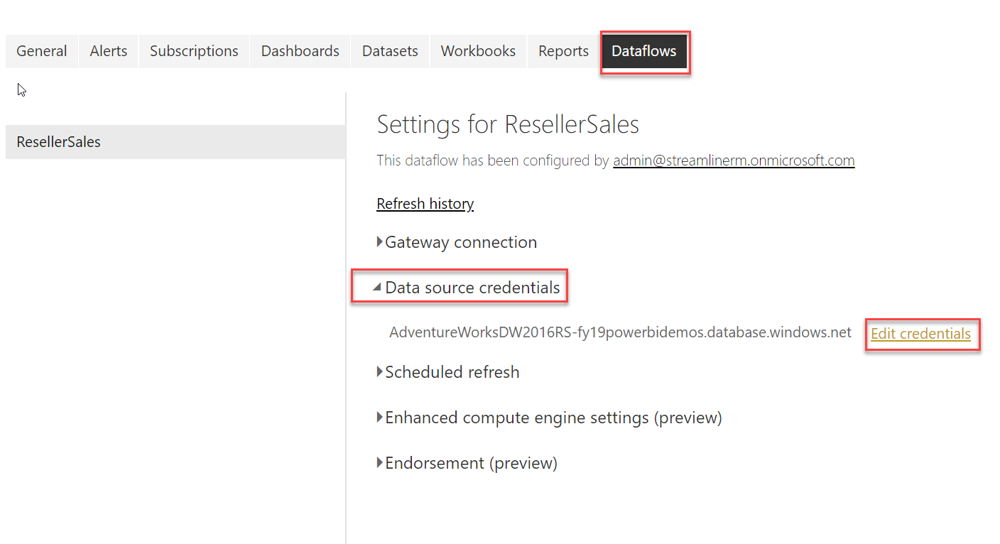 General Alerts Subscriptions Dashboards Datasets Workbooks Reports Dataflows
ResellerSales
Settings for ResellerSales
This dataflow has been configured by admin@streamlinerm.onmicrosoft.com
Refresh history
Gateway connection
Data source credentials
AdventureWorksDW2016RS-fy19powerbidemos.database.windows.net Edit credentials
Scheduled refresh
Enhanced compute engine settings (preview)
Endorsement (preview)